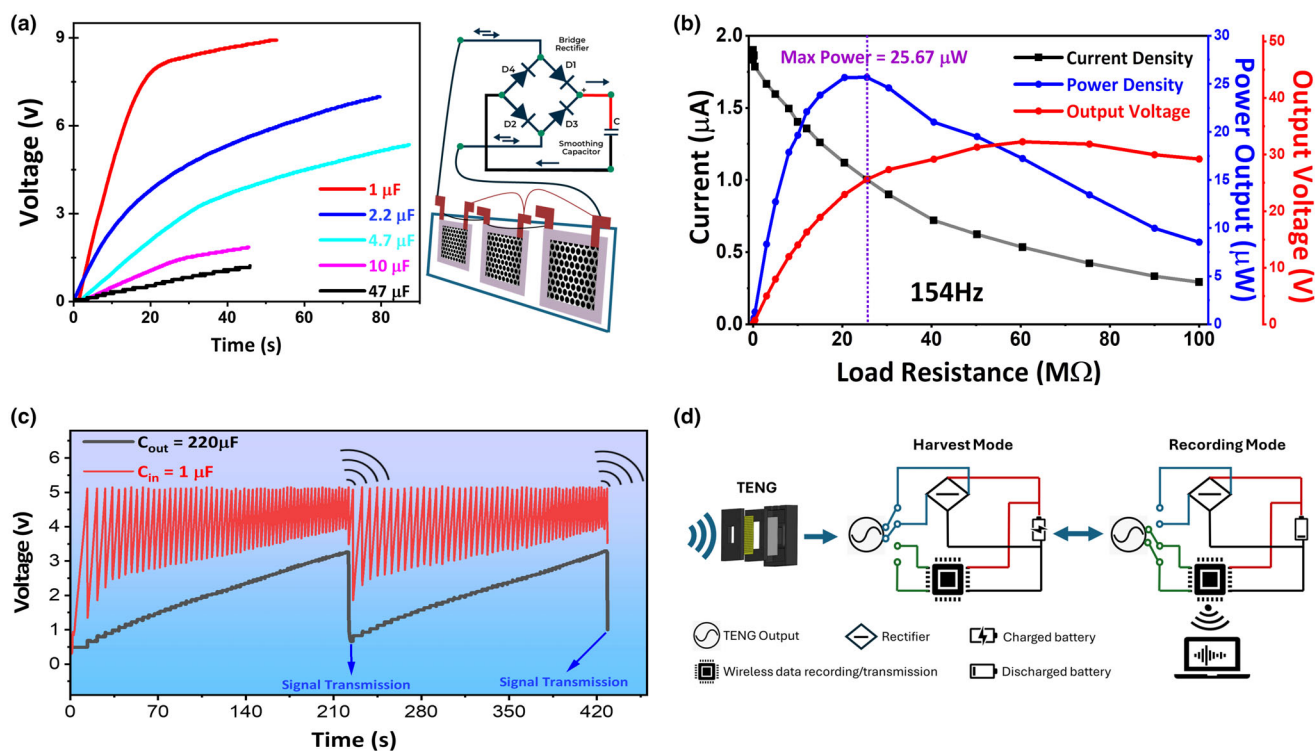 (a)
Voltage (v)
9
6
3
0
0
20
40
60
80
Time (s)
1 μF
2.2 μF
4.7 μF
10 μF
47 μF
Bridge
Rectifier
D4
D1
D2
D3
+
C
Smoothing
Capacitor
(b)
Current (μA)
2.0
1.5
1.0
0.5
0.0
0
20
40
60
80
100
Load Resistance (MΩ)
Max Power = 25.67 μW
Current Density
Power Density
Output Voltage
154Hz
30
25
20
15
10
5
0
Power Output (μW)
50
40
30
20
10
0
Output Voltage (V)
(c)
Voltage (v)
6
5
4
3
2
1
0
0
70
140
210
280
350
420
Time (s)
Cout = 220μF
Cin = 1 μF
Signal Transmission
Signal Transmission
(d)
Harvest Mode
Recording Mode
TENG
TENG Output
Rectifier
Charged battery
Wireless data recording/transmission
Discharged battery